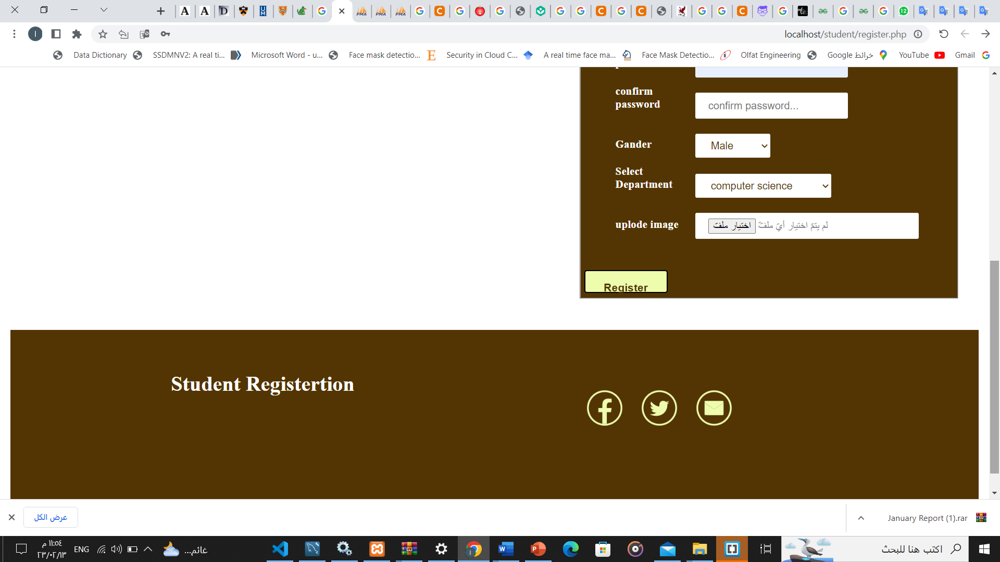 localhost/student/register.php
Data Dictionary
SSDMNV2: A real ti...
Microsoft Word - u...
Face mask detectio...
Security in Cloud C...
A real time face ma...
Face Mask Detectio...
Olfat Engineering
خرائط Google
YouTube
Gmail
confirm
password
confirm password...
Gander
Male
Select
Department
computer science
uplode image
اختيار ملفّ
لم يتمّ اختيار أيّ ملفّ
Register
Student Registertion
عرض الكل
January Report (1).rar
١١:٥٤ م
٢٣/٠٢/١٣
ENG
غائم...
اكتب هنا للبحث